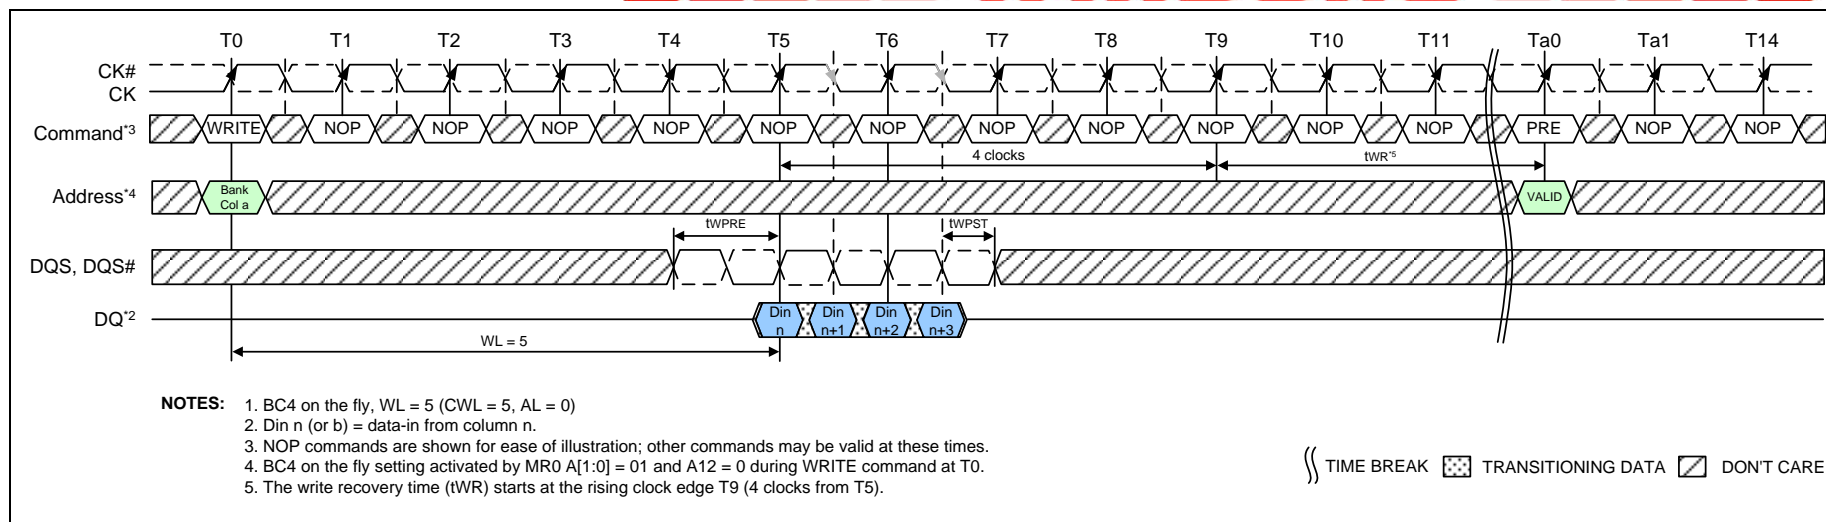 T0 T1 T2 T3 T4 T5 T6 T7 T8 T9 T10 T11 Ta0 Ta1 T14
CK#
CK
Command*3 WRITE NOP NOP NOP NOP NOP NOP NOP NOP NOP NOP NOP PRE NOP NOP
4 clocks tWR*5
Address*4 Bank Col a VALID
tWPRE tWPST
DQS, DQS#
DQ*2 Din n Din n+1 Din n+2 Din n+3
WL = 5
NOTES: 1. BC4 on the fly, WL = 5 (CWL = 5, AL = 0)
2. Din n (or b) = data-in from column n.
3. NOP commands are shown for ease of illustration; other commands may be valid at these times.
4. BC4 on the fly setting activated by MR0 A[1:0] = 01 and A12 = 0 during WRITE command at T0.
5. The write recovery time (tWR) starts at the rising clock edge T9 (4 clocks from T5).
TIME BREAK TRANSITIONING DATA DON'T CARE